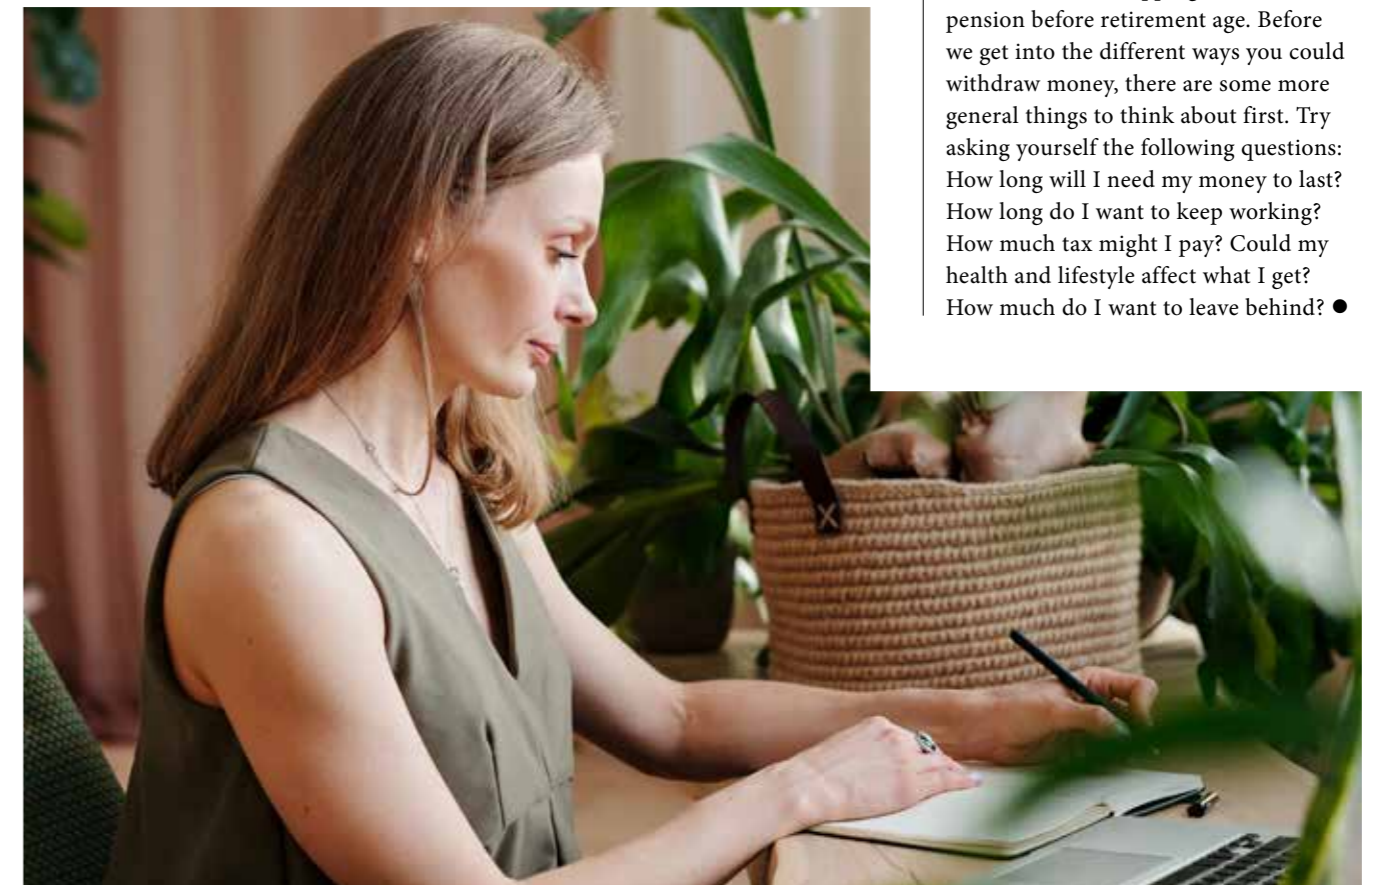 pension before retirement age. Before
we get into the different ways you could
withdraw money, there are some more
general things to think about first. Try
asking yourself the following questions:
How long will I need my money to last?
How long do I want to keep working?
How much tax might I pay? Could my
health and lifestyle affect what I get?
How much do I want to leave behind? ●